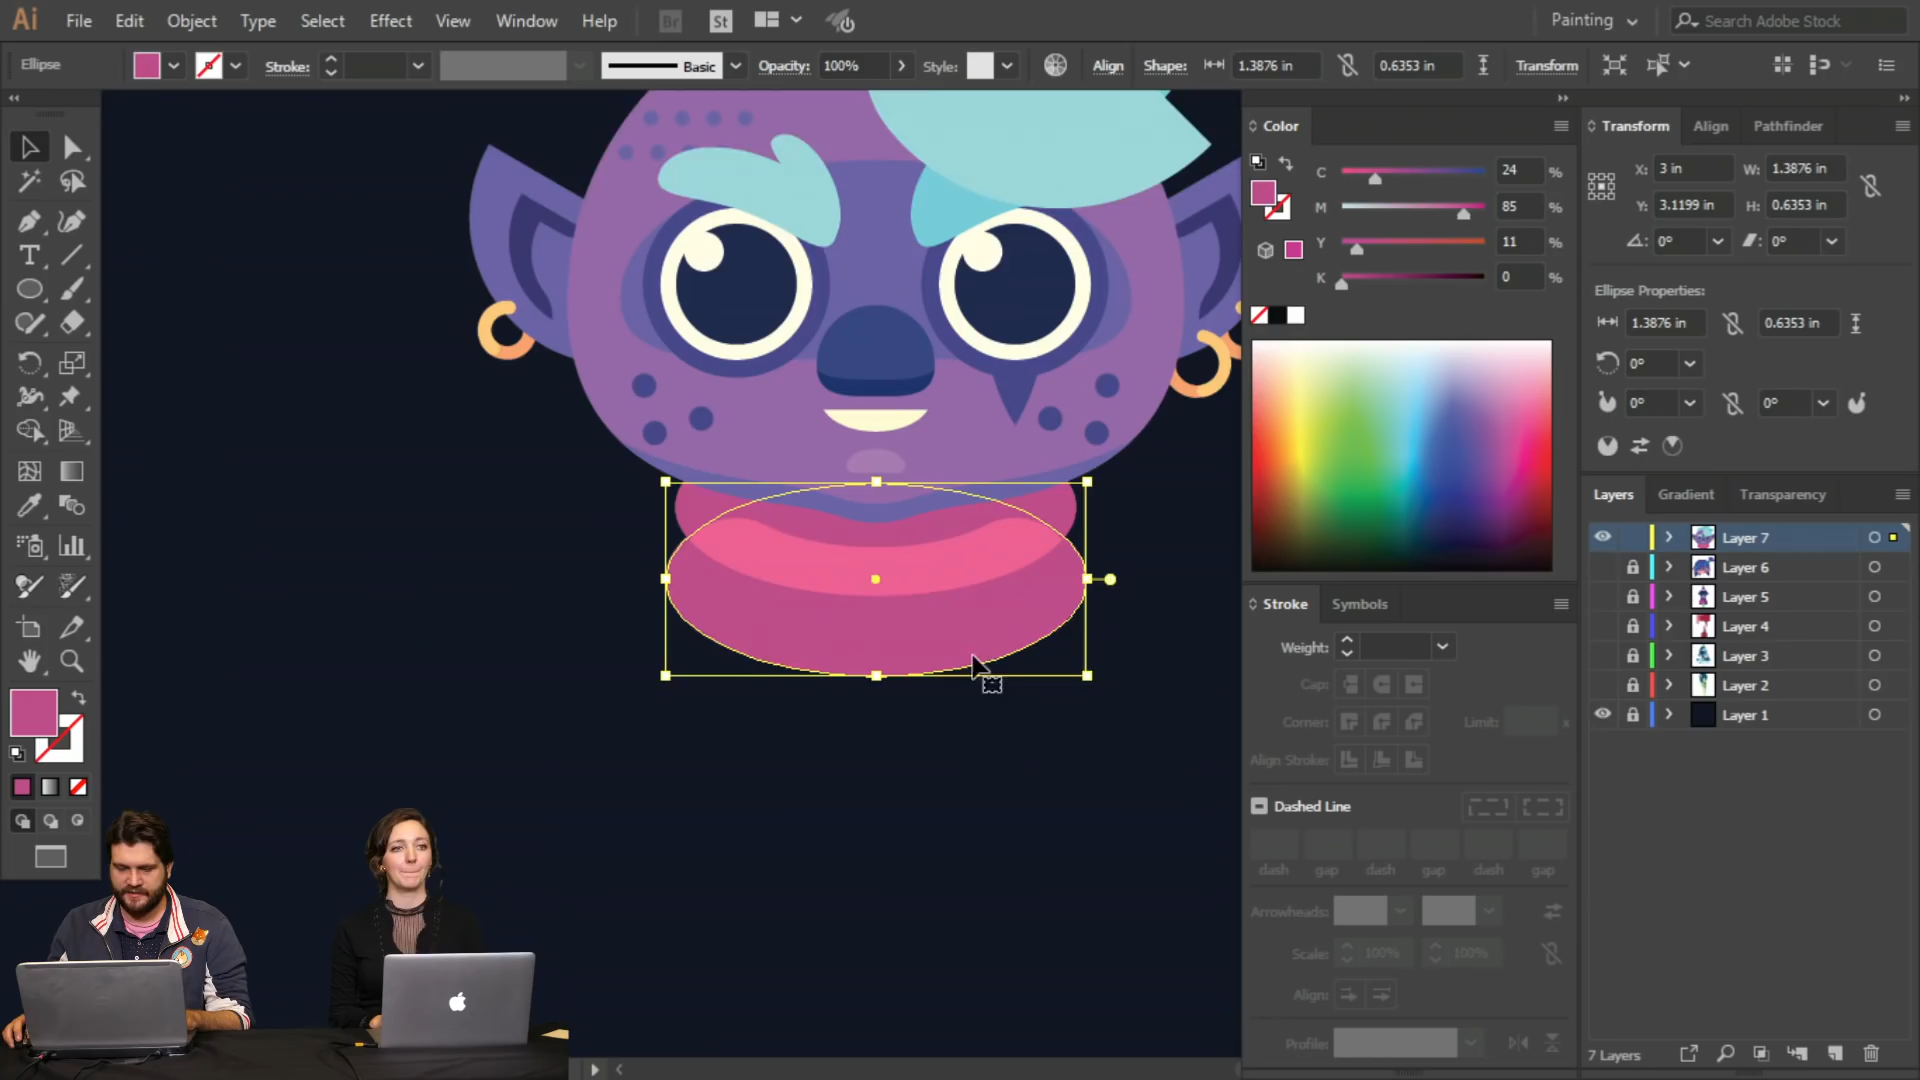 Ai File Edit Object Type Select Effect View Window Help Br St Painting Search Adobe Stock
Ellipse Stroke: Basic Opacity: 100% Style: Align Shape: 1.3876 in 0.6353 in Transform
Color
C 24 %
M 85 %
Y 11 %
K 0 %
Transform Align Pathfinder
X: 3 in W: 1.3876 in
Y: 3.1199 in H: 0.6353 in
0° 0°
Ellipse Properties:
1.3876 in 0.6353 in
0°
0° 0°
Layers Gradient Transparency
Layer 7
Layer 6
Layer 5
Layer 4
Layer 3
Layer 2
Layer 1
7 Layers
Stroke Symbols
Weight:
Cap:
Corner: Limit: x
Align Stroke:
Dashed Line
dash gap dash gap dash gap
Arrowheads:
Scale: 100% 100%
Align:
Profile:
T